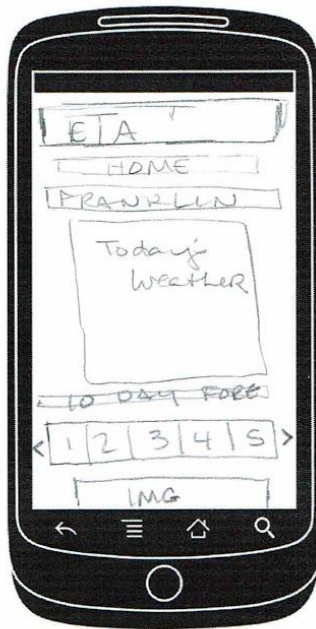 ETA
HOME
FRANKLIN
Today's
Weather
10 DAY FORE
< 1 2 3 4 5 >
IMG